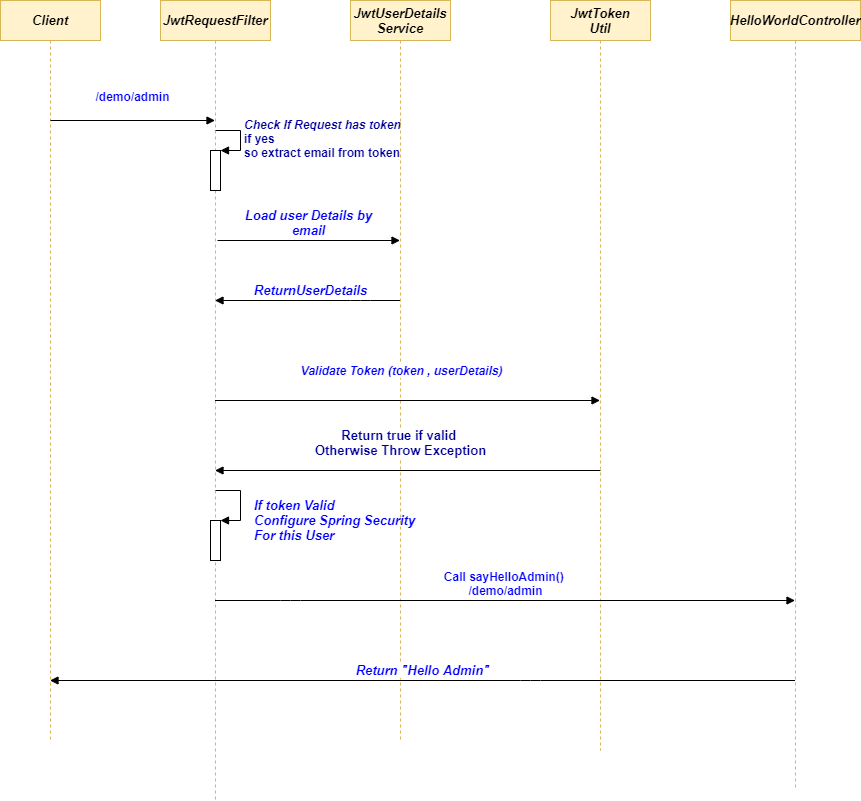 Client
JwtRequestFilter
JwtUserDetails
Service
JwtToken
Util
HelloWorldController
/demo/admin
Check If Request has token
if yes
so extract email from token
Load user Details by
email
ReturnUserDetails
Validate Token (token , userDetails)
Return true if valid
Otherwise Throw Exception
If token Valid
Configure Spring Security
For this User
Call sayHelloAdmin()
/demo/admin
Return "Hello Admin"